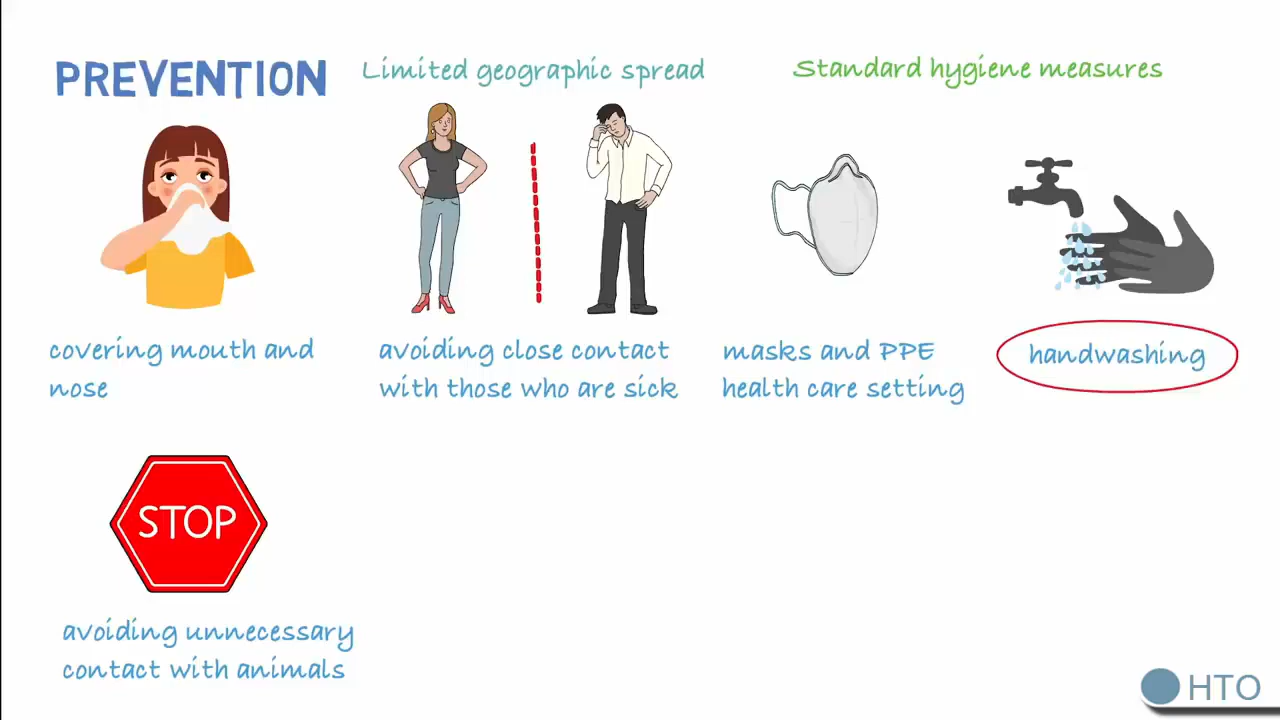 PREVENTION
Limited geographic spread
Standard hygiene measures
covering mouth and
nose
avoiding close contact
with those who are sick
masks and PPE
health care setting
handwashing
STOP
avoiding unnecessary
contact with animals
HTO